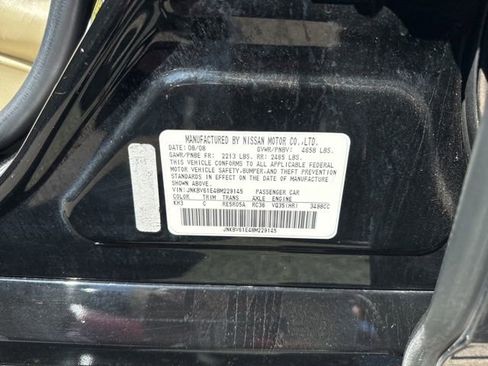 MANUFACTURED BY NISSAN MOTOR CO.,LTD.
DATE: 08/08 GVWR/PNBV: 4658 LBS.
GAWR/PNBE FR: 2213 LBS. RR: 2465 LBS.
THIS VEHICLE CONFORMS TO ALL APPLICABLE FEDERAL
MOTOR VEHICLE SAFETY,BUMPER,AND THEFT PREVENTION
STANDARDS IN EFFECT ON THE DATE OF MANUFACTURE
SHOWN ABOVE.
VIN:JNKBV61E48M229145 PASSENGER CAR
COLOR TRIM TRANS AXLE ENGINE
KH3 C RE5R05A RC36 VQ35(HR) 3498CC
JNKBV61E48M229145